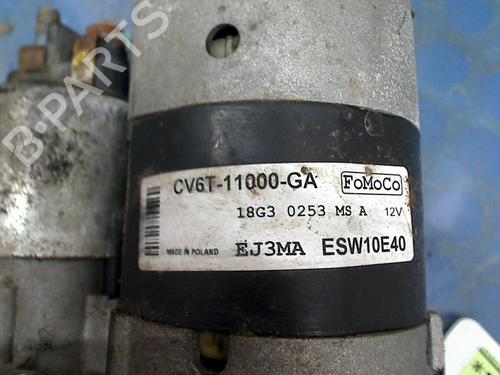 B-PARTS
CV6T-11000-GA FoMoCo
18G3 0253 MS A 12V
MADE IN POLAND EJ3MA ESW10E40